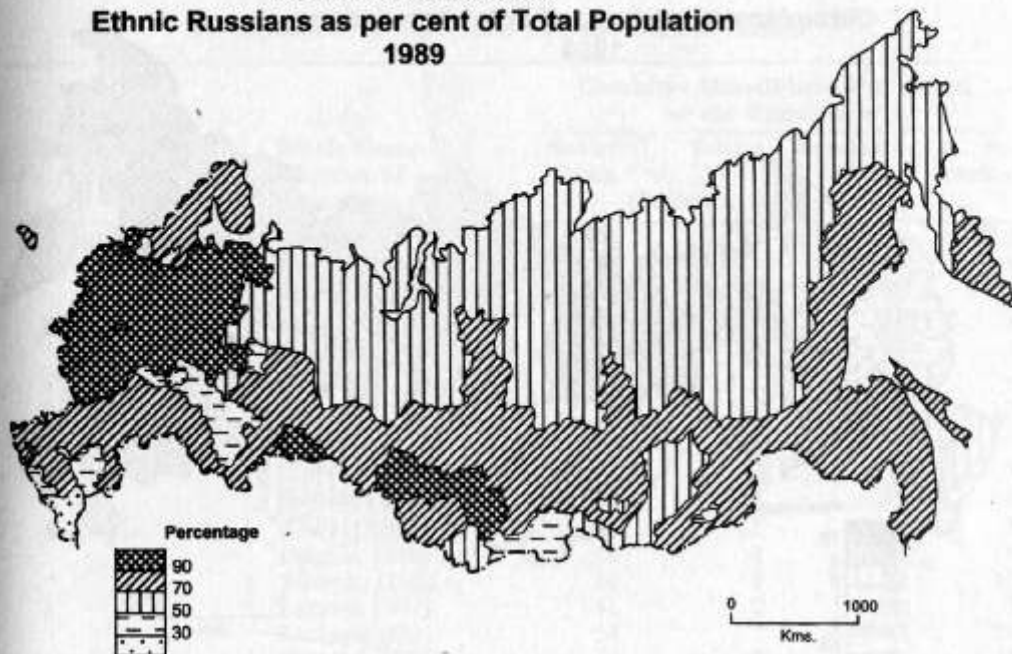 Ethnic Russians as per cent of Total Population
1989
Percentage
90
70
50
30
0 1000
Kms.